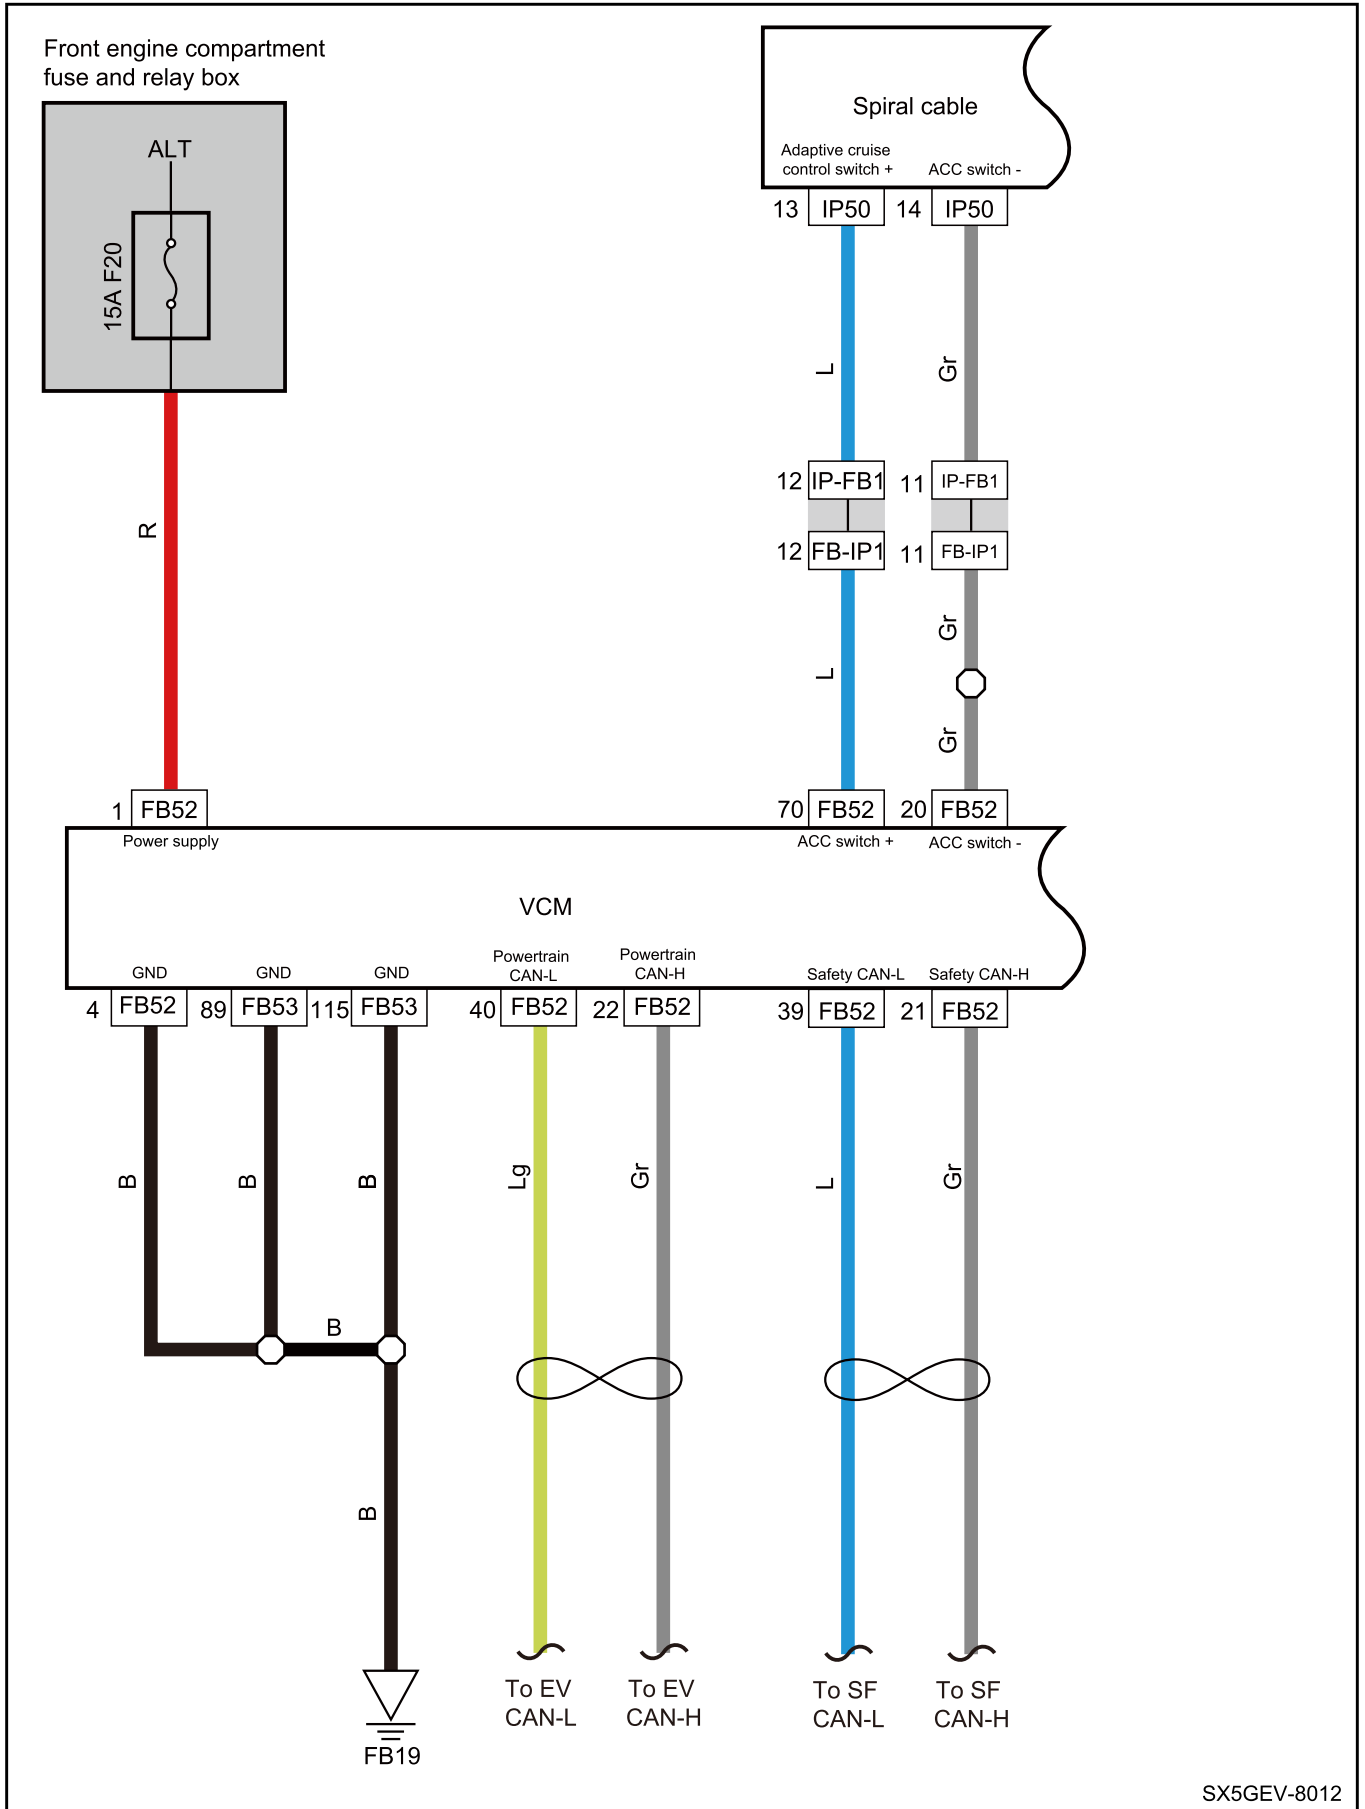 Front engine compartment
fuse and relay box
ALT
15A F20
R
Spiral cable
Adaptive cruise
control switch +
ACC switch -
13 IP50 14 IP50
L Gr
12 IP-FB1 11 IP-FB1
12 FB-IP1 11 FB-IP1
Gr
L
Gr
1 FB52 70 FB52 20 FB52
Power supply ACC switch + ACC switch -
VCM
GND GND GND
Powertrain
CAN-L
Powertrain
CAN-H
Safety CAN-L Safety CAN-H
4 FB52 89 FB53 115 FB53 40 FB52 22 FB52 39 FB52 21 FB52
B B B Lg Gr L Gr
B
B
To EV
CAN-L
To EV
CAN-H
To SF
CAN-L
To SF
CAN-H
FB19
SX5GEV-8012